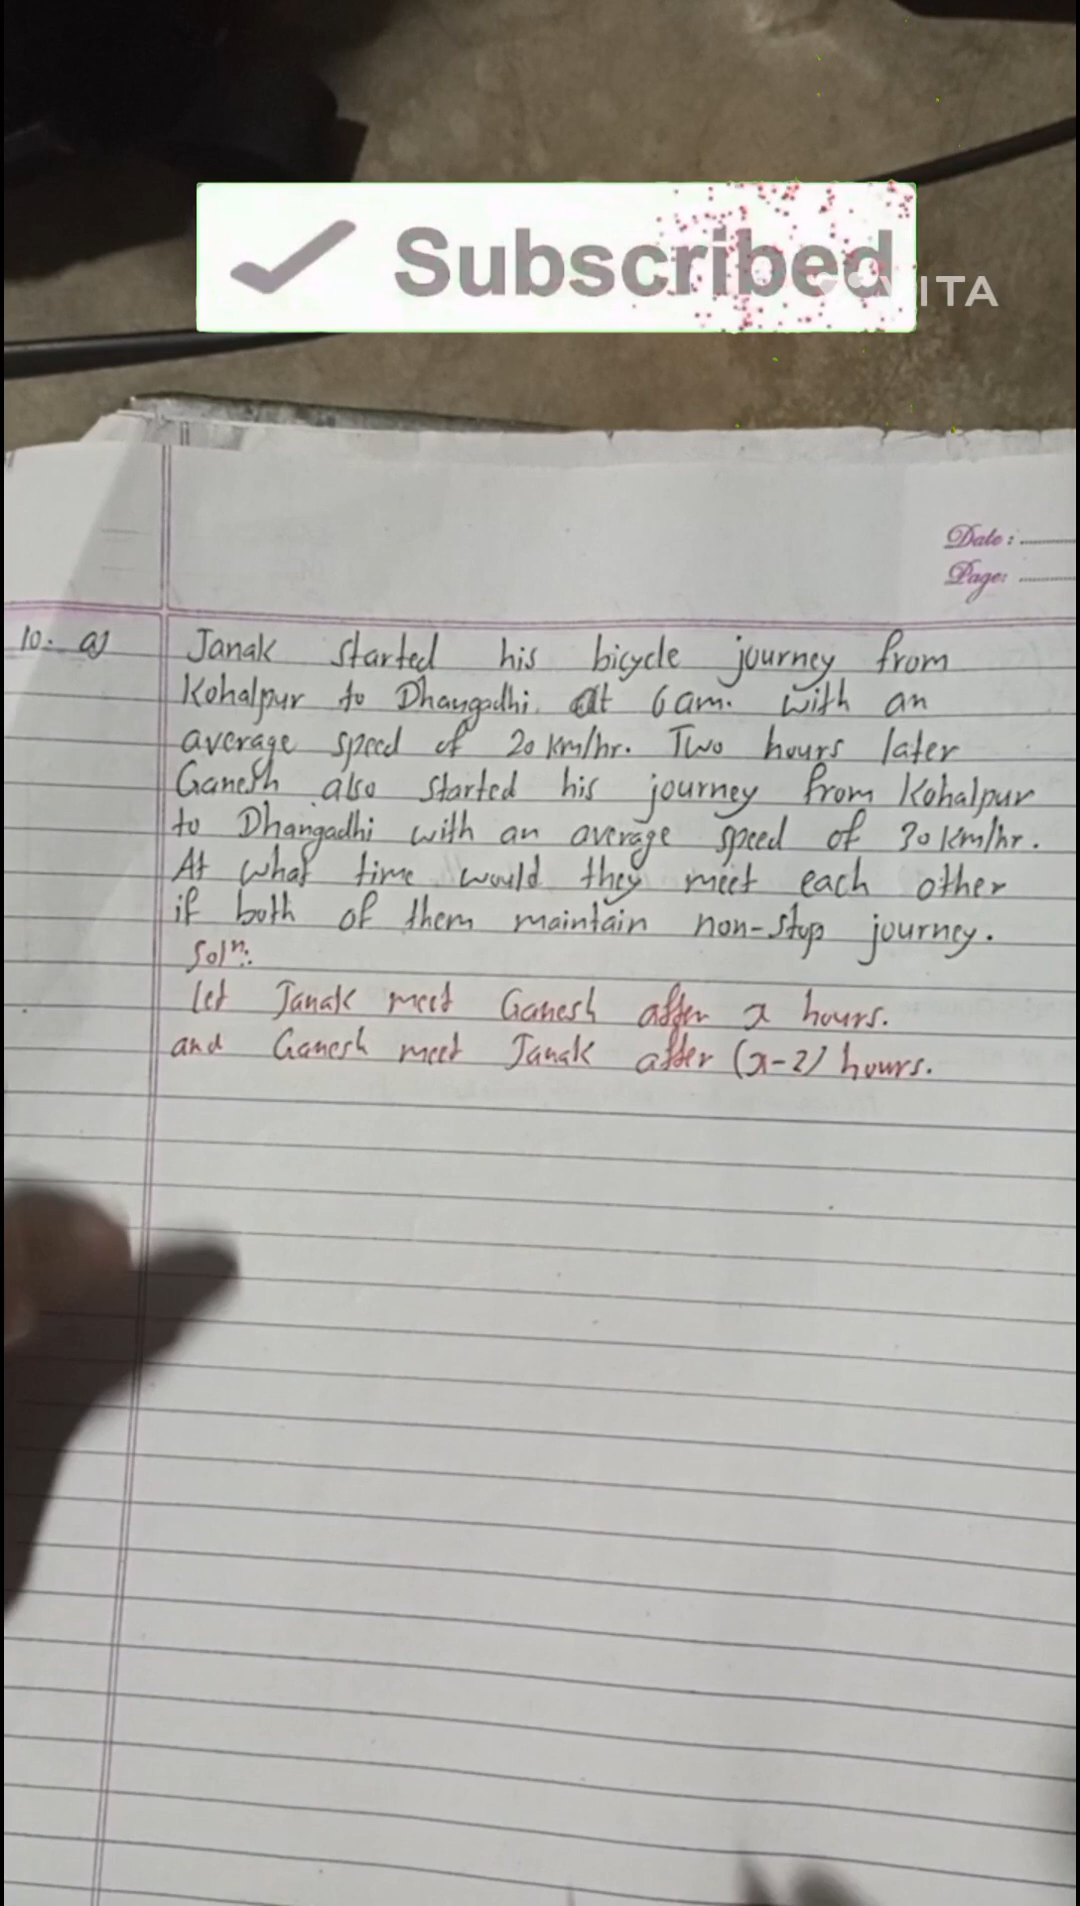 Subscribed
VITA
Date:
Page:
10. a) Janak started his bicycle journey from
Kohalpur to Dhangadhi. at 6 am. with an
average speed of 20 km/hr. Two hours later
Ganesh also started his journey from Kohalpur
to Dhangadhi with an average speed of 30 km/hr.
At what time would they meet each other
if both of them maintain non-stop journey.
Solⁿ:
Let Janak meet Ganesh after x hours.
and Ganesh meet Janak after (x-2) hours.